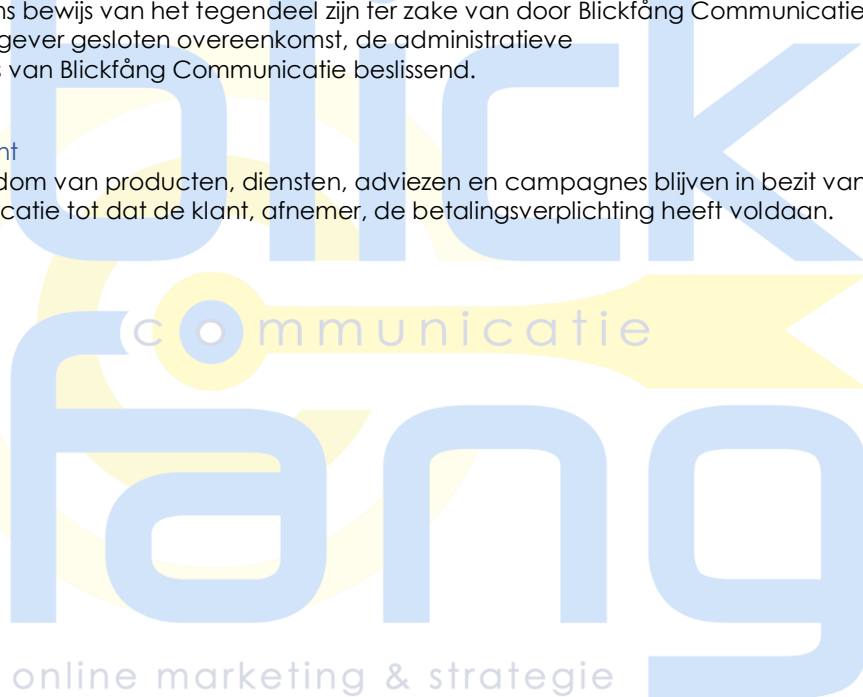 ns bewijs van het tegendeel zijn ter zake van door Blickfång Communicatie
gever gesloten overeenkomst, de administratieve
s van Blickfång Communicatie beslissend.
nt
dom van producten, diensten, adviezen en campagnes blijven in bezit van
catie tot dat de klant, afnemer, de betalingsverplichting heeft voldaan.
blick
communicatie
fang
online marketing & strategie